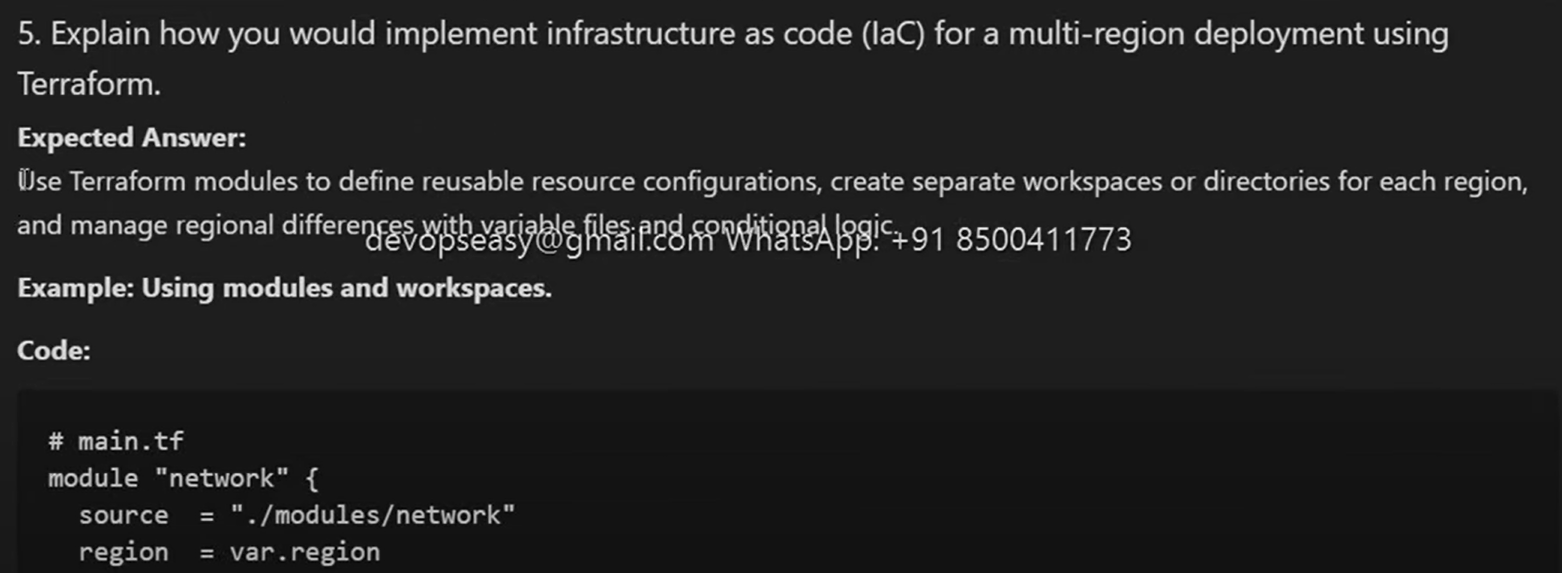 5. Explain how you would implement infrastructure as code (IaC) for a multi-region deployment using
Terraform.
Expected Answer:
Use Terraform modules to define reusable resource configurations, create separate workspaces or directories for each region,
and manage regional differences with variable files and conditional logic.
devopseasy@gmail.com WhatsApp: +91 8500411773
Example: Using modules and workspaces.
Code:
# main.tf
module "network" {
source = "./modules/network"
region = var.region